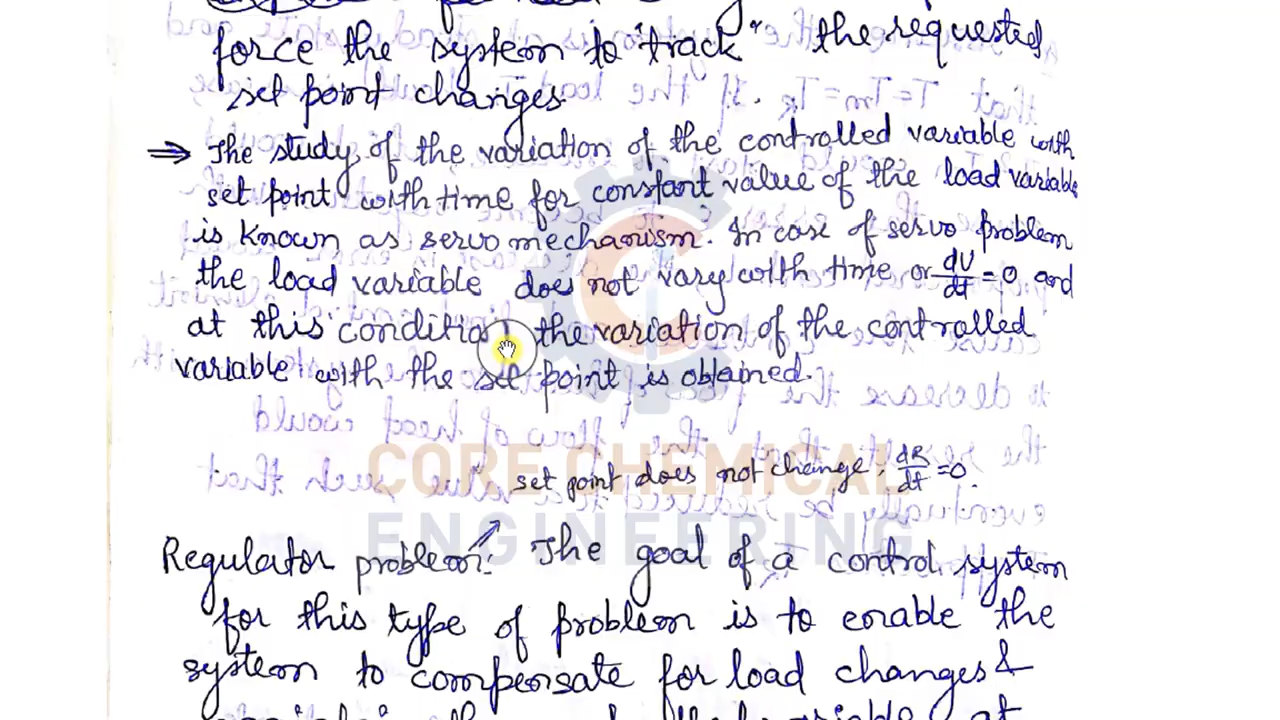 force the system to "track" the requested
set point changes.
⇒ The study of the variation of the controlled variable with
set point with time for constant value of the load variable
is known as servo mechanism. In case of servo problem
the load variable does not vary with time or dU/dt = 0 and
at this condition the variation of the controlled
variable with the set point is obtained.
CORE CHEMICAL
set point does not change, dR/dt = 0.
ENGINEERING
Regulator problem: The goal of a control system
for this type of problem is to enable the
system to compensate for load changes &